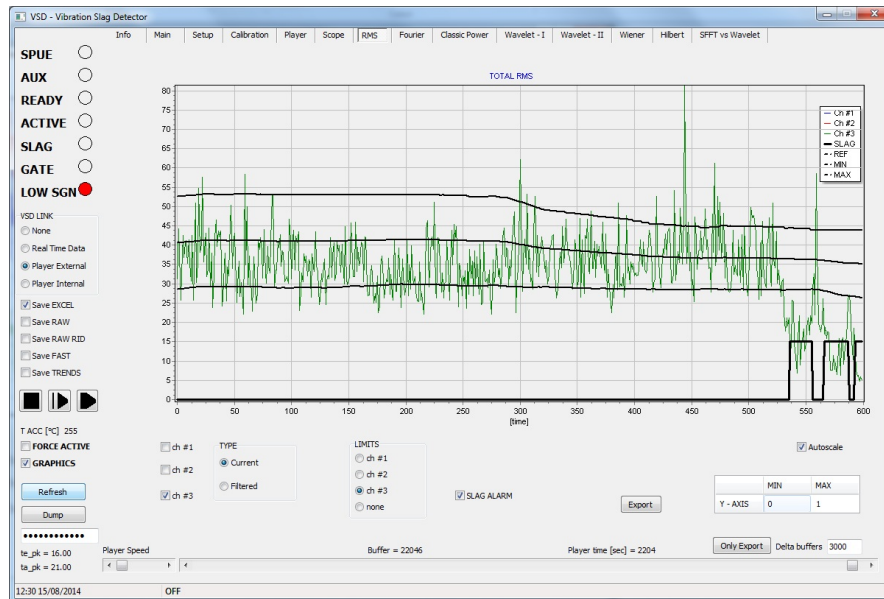 VSD - Vibration Slag Detector
Info Main Setup Calibration Player Scope RMS Fourier Classic Power Wavelet - I Wavelet - II Wiener Hilbert SFFT vs Wavelet
SPUE
AUX
READY
ACTIVE
SLAG
GATE
LOW SGN
VSD LINK
None
Real Time Data
Player External
Player Internal
Save EXCEL
Save RAW
Save RAW RID
Save FAST
Save TRENDS
T ACC [ºC] 255
FORCE ACTIVE
GRAPHICS
Refresh
Dump
te_pk = 16.00
ta_pk = 21.00
TOTAL RMS
80
75
70
65
60
55
50
45
40
35
30
25
20
15
10
5
0
0 50 100 150 200 250 300 350 400 450 500 550 600
[time]
Ch #1
Ch #2
Ch #3
SLAG
REF
MIN
MAX
ch #1
ch #2
ch #3
TYPE
Current
Filtered
LIMITS
ch #1
ch #2
ch #3
none
SLAG ALARM
Export
Autoscale
MIN MAX
Y - AXIS 0 1
Only Export Delta buffers 3000
Player Speed Buffer = 22046 Player time [sec] = 2204
12:30 15/08/2014 OFF